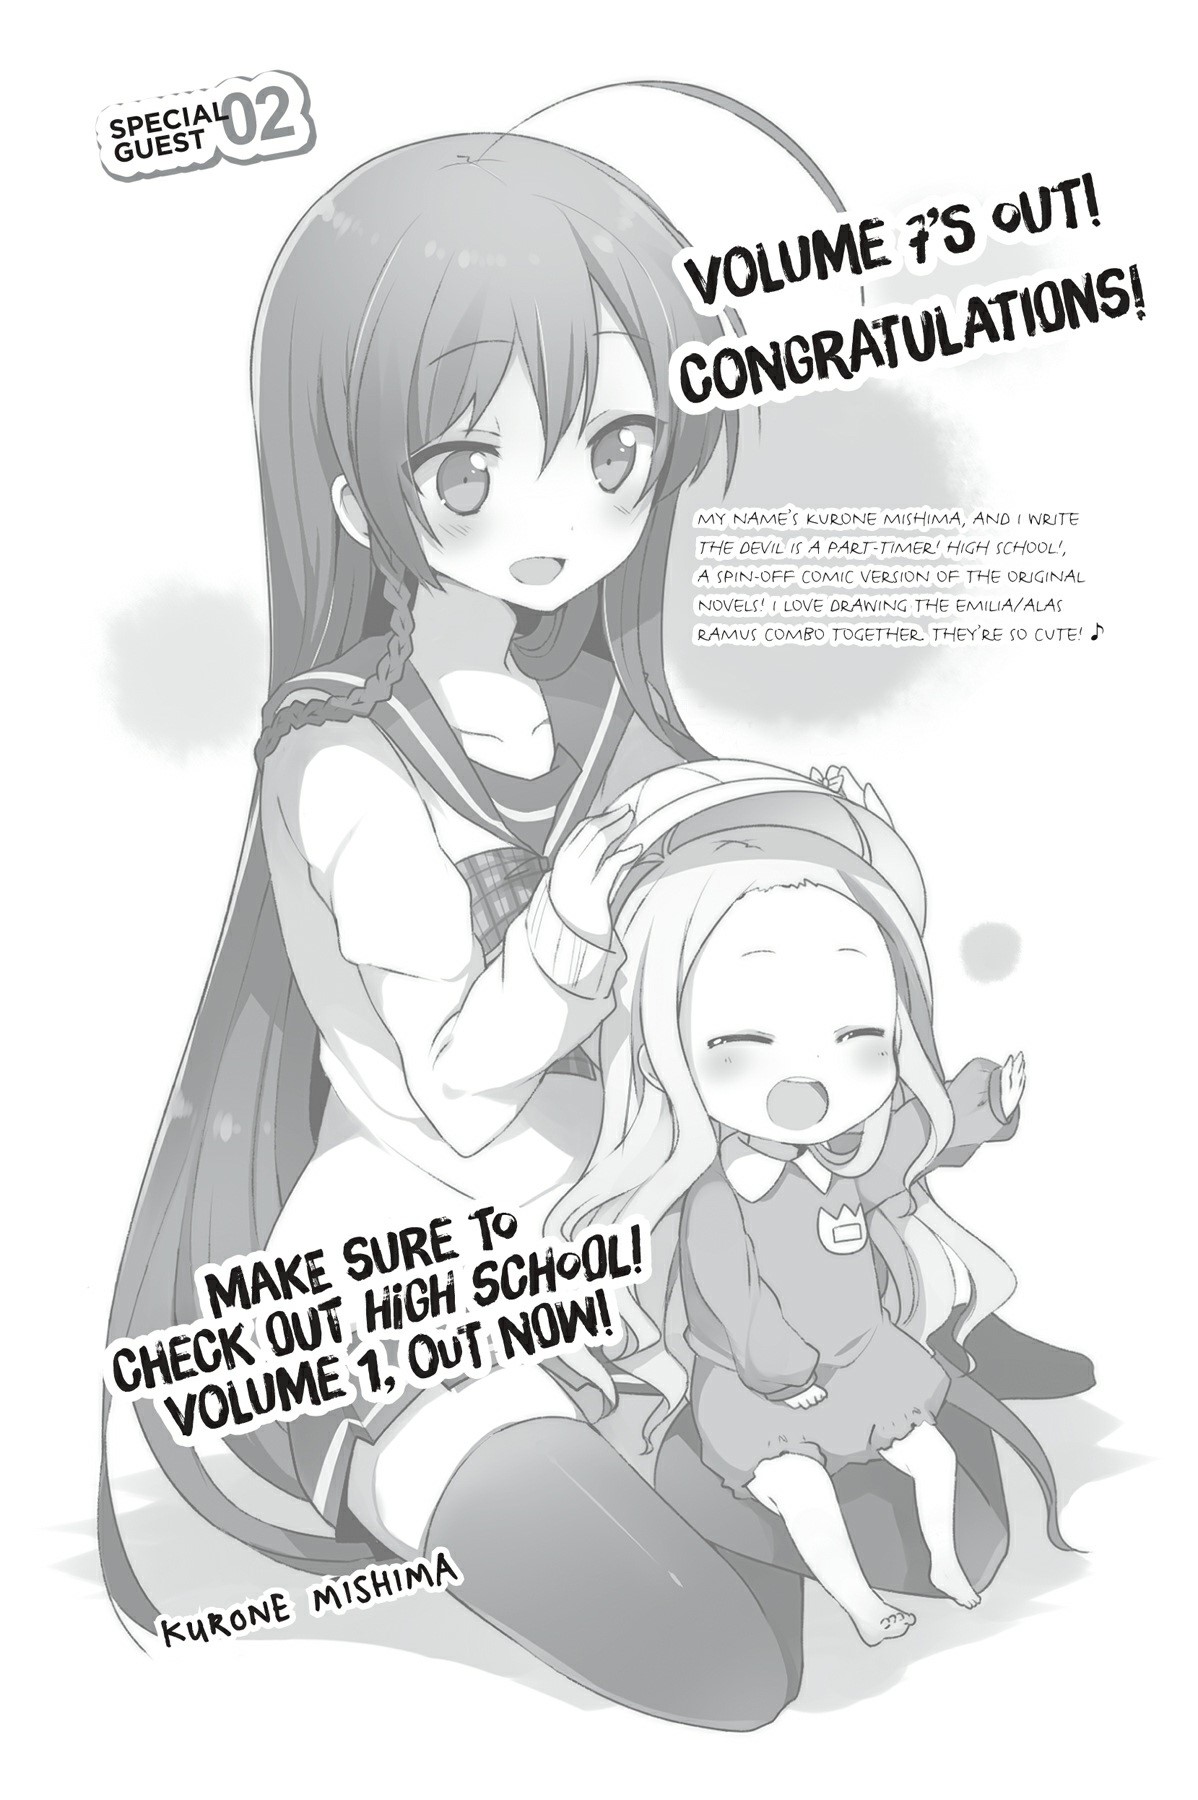 SPECIAL
GUEST 02
VOLUME 7'S OUT!
CONGRATULATIONS!
MY NAME'S KURONE MISHIMA, AND I WRITE
THE DEVIL IS A PART-TIMER! HIGH SCHOOL!,
A SPIN-OFF COMIC VERSION OF THE ORIGINAL
NOVELS! I LOVE DRAWING THE EMILIA/ALAS
RAMUS COMBO TOGETHER. THEY'RE SO CUTE! ♪
MAKE SURE TO
CHECK OUT HIGH SCHOOL!
VOLUME 1, OUT NOW!
KURONE MISHIMA